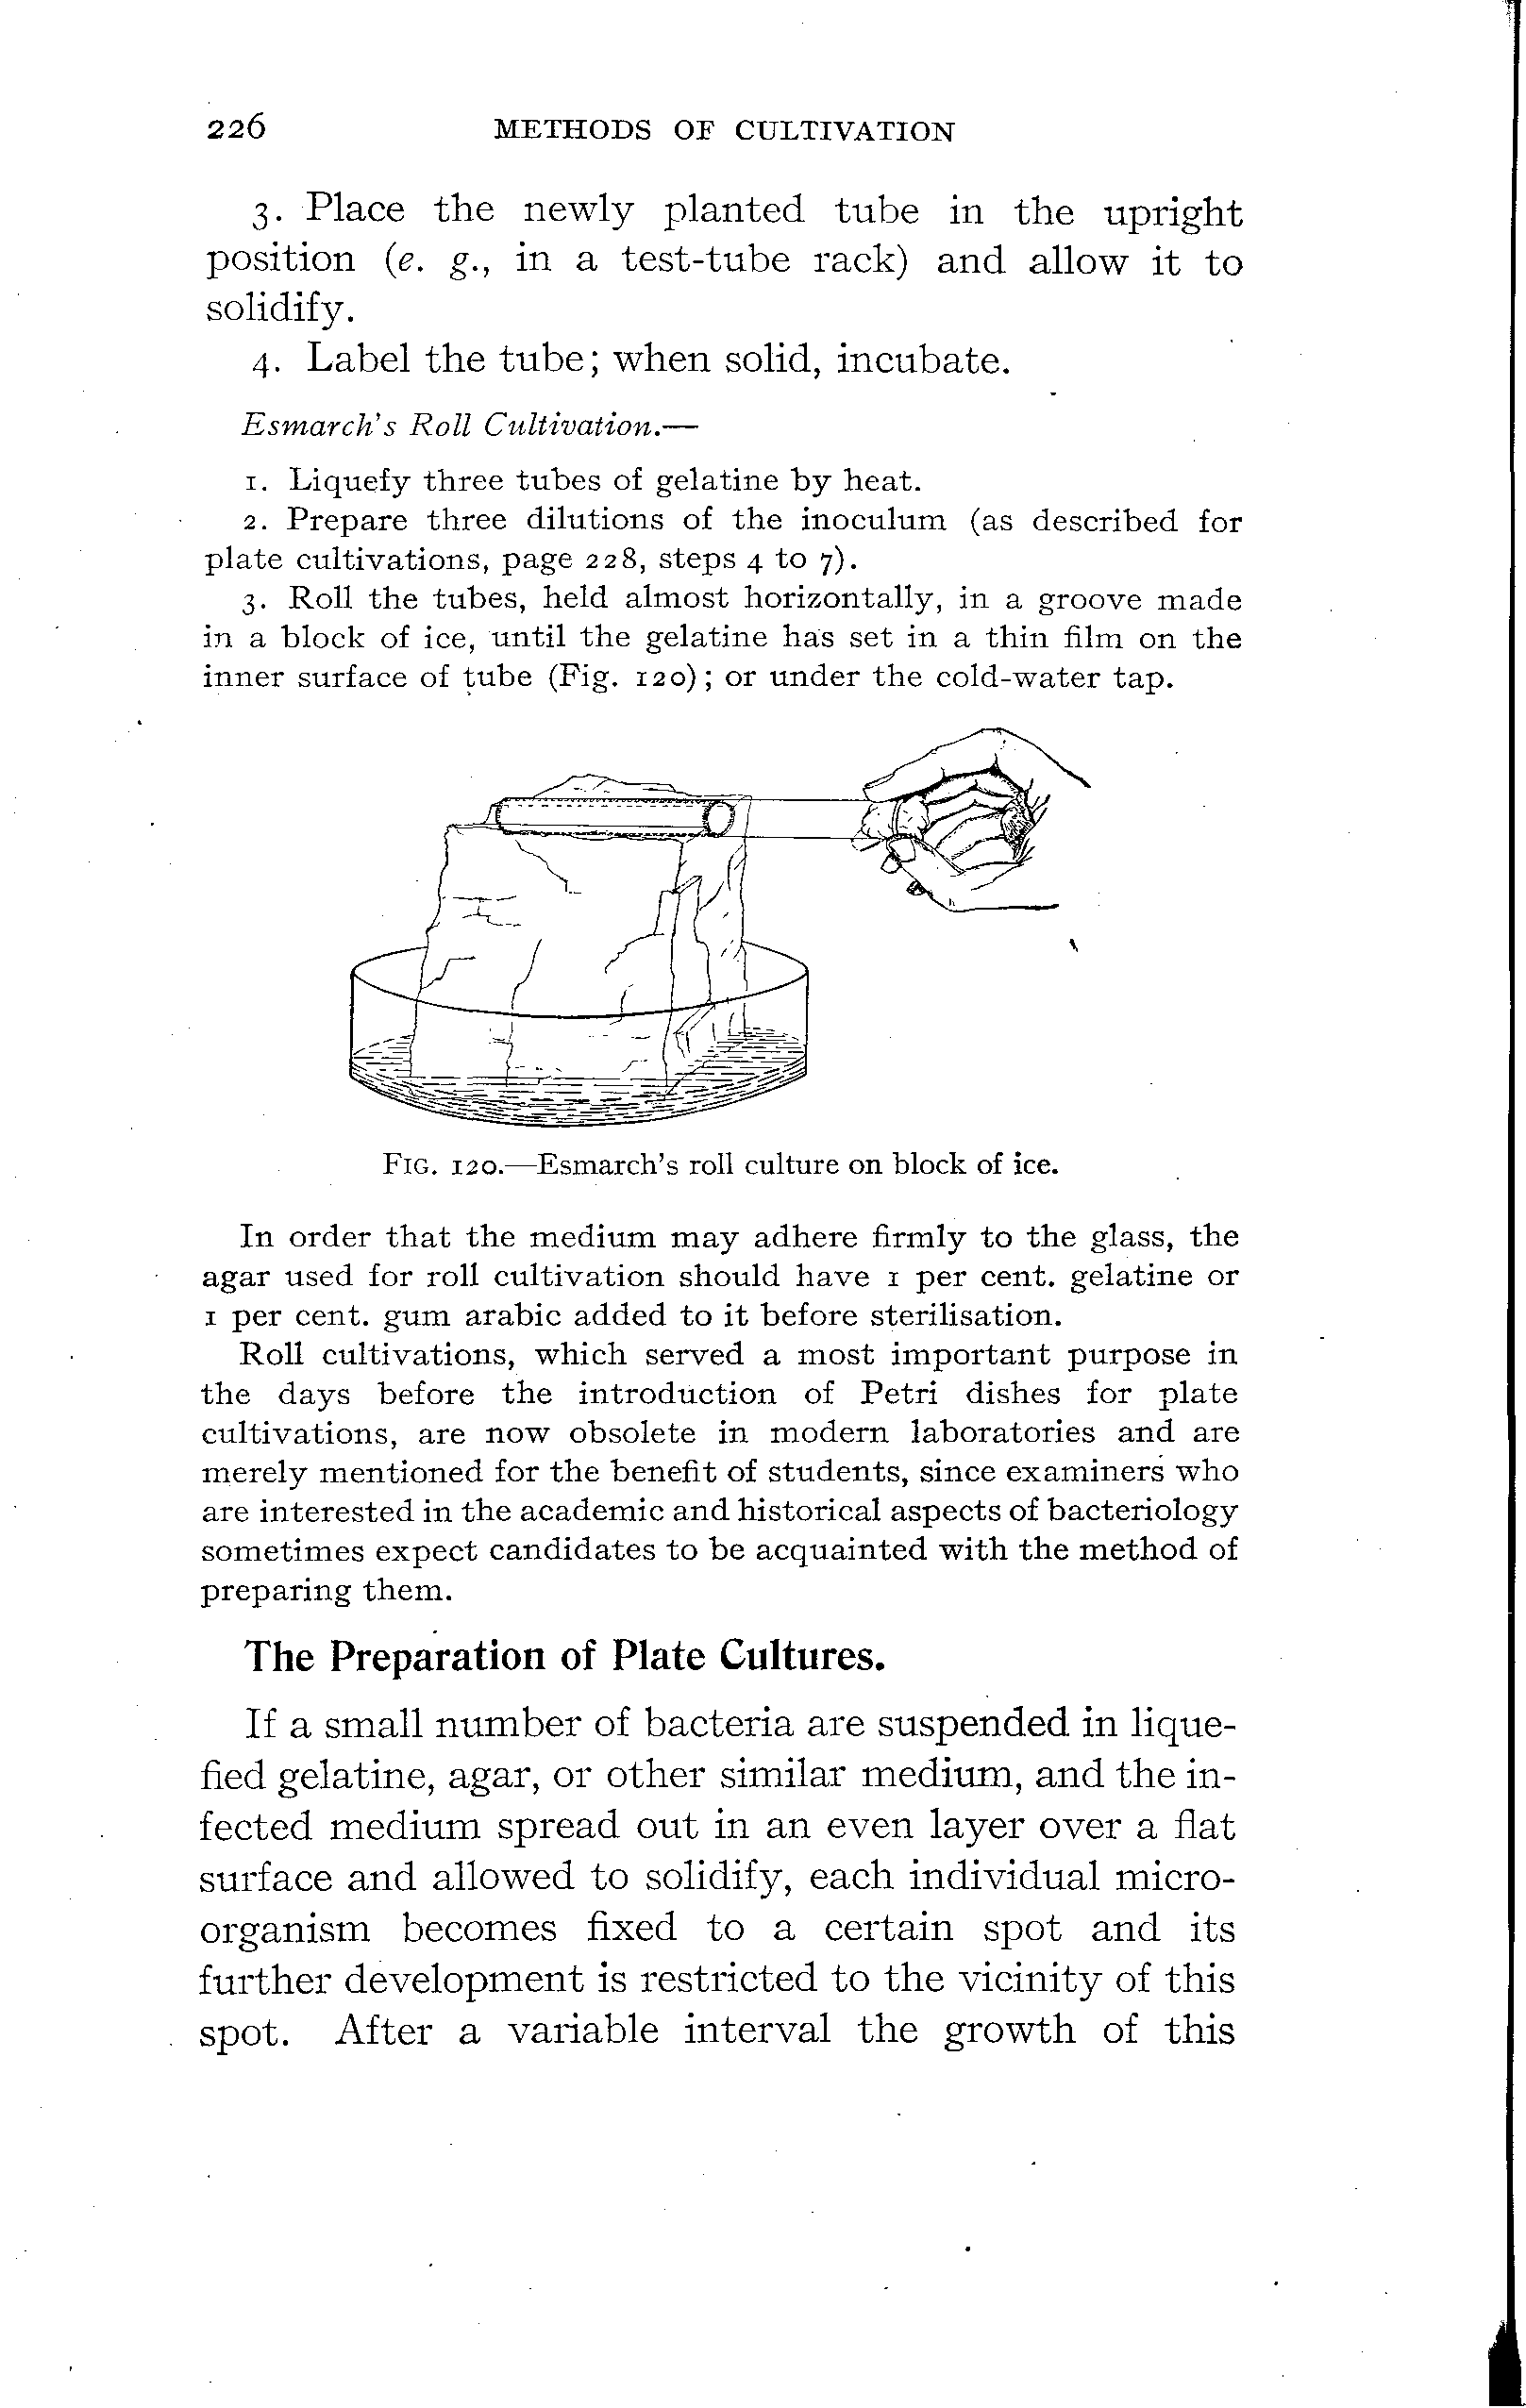 226 METHODS OF CULTIVATION
3. Place the newly planted tube in the upright
position (e. g., in a test-tube rack) and allow it to
solidify.
4. Label the tube; when solid, incubate.
Esmarch's Roll Cultivation.—
1. Liquefy three tubes of gelatine by heat.
2. Prepare three dilutions of the inoculum (as described for
plate cultivations, page 228, steps 4 to 7).
3. Roll the tubes, held almost horizontally, in a groove made
in a block of ice, until the gelatine has set in a thin film on the
inner surface of tube (Fig. 120); or under the cold-water tap.
FIG. 120.—Esmarch's roll culture on block of ice.
In order that the medium may adhere firmly to the glass, the
agar used for roll cultivation should have 1 per cent. gelatine or
1 per cent. gum arabic added to it before sterilisation.
Roll cultivations, which served a most important purpose in
the days before the introduction of Petri dishes for plate
cultivations, are now obsolete in modern laboratories and are
merely mentioned for the benefit of students, since examiners who
are interested in the academic and historical aspects of bacteriology
sometimes expect candidates to be acquainted with the method of
preparing them.
The Preparation of Plate Cultures.
If a small number of bacteria are suspended in lique-
fied gelatine, agar, or other similar medium, and the in-
fected medium spread out in an even layer over a flat
surface and allowed to solidify, each individual micro-
organism becomes fixed to a certain spot and its
further development is restricted to the vicinity of this
spot. After a variable interval the growth of this